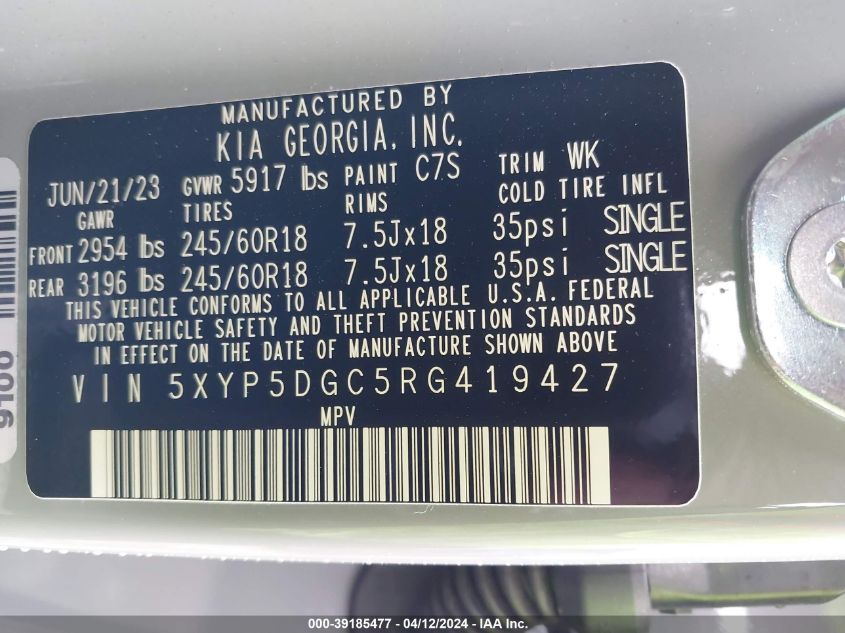 MANUFACTURED BY
KIA GEORGIA, INC.
JUN/21/23 GVWR 5917 lbs PAINT C7S TRIM WK
GAWR TIRES RIMS COLD TIRE INFL
FRONT 2954 lbs 245/60R18 7.5Jx18 35psi SINGLE
REAR 3196 lbs 245/60R18 7.5Jx18 35psi SINGLE
THIS VEHICLE CONFORMS TO ALL APPLICABLE U.S.A. FEDERAL
MOTOR VEHICLE SAFETY AND THEFT PREVENTION STANDARDS
IN EFFECT ON THE DATE OF MANUFACTURE SHOWN ABOVE
VIN 5XYP5DGC5RG419427
MPV
9100
000-39185477 - 04/12/2024 - IAA Inc.